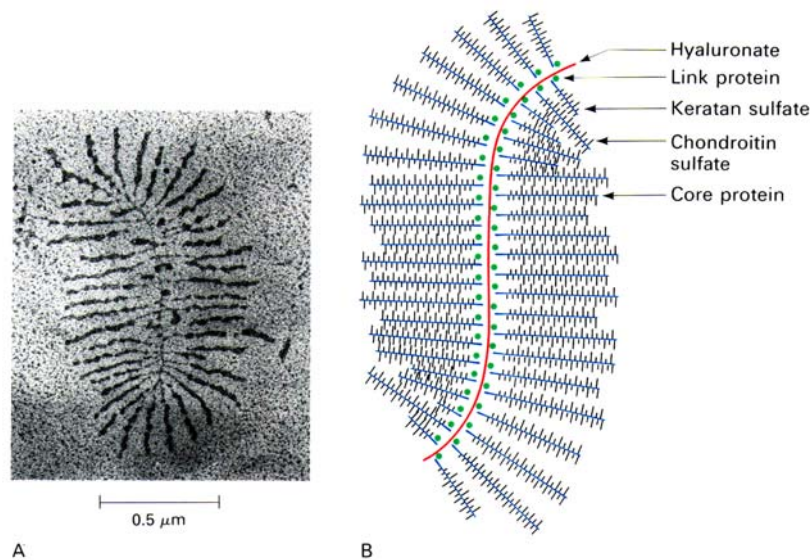 Hyaluronate
Link protein
Keratan sulfate
Chondroitin
sulfate
Core protein
0.5 μm
A
B